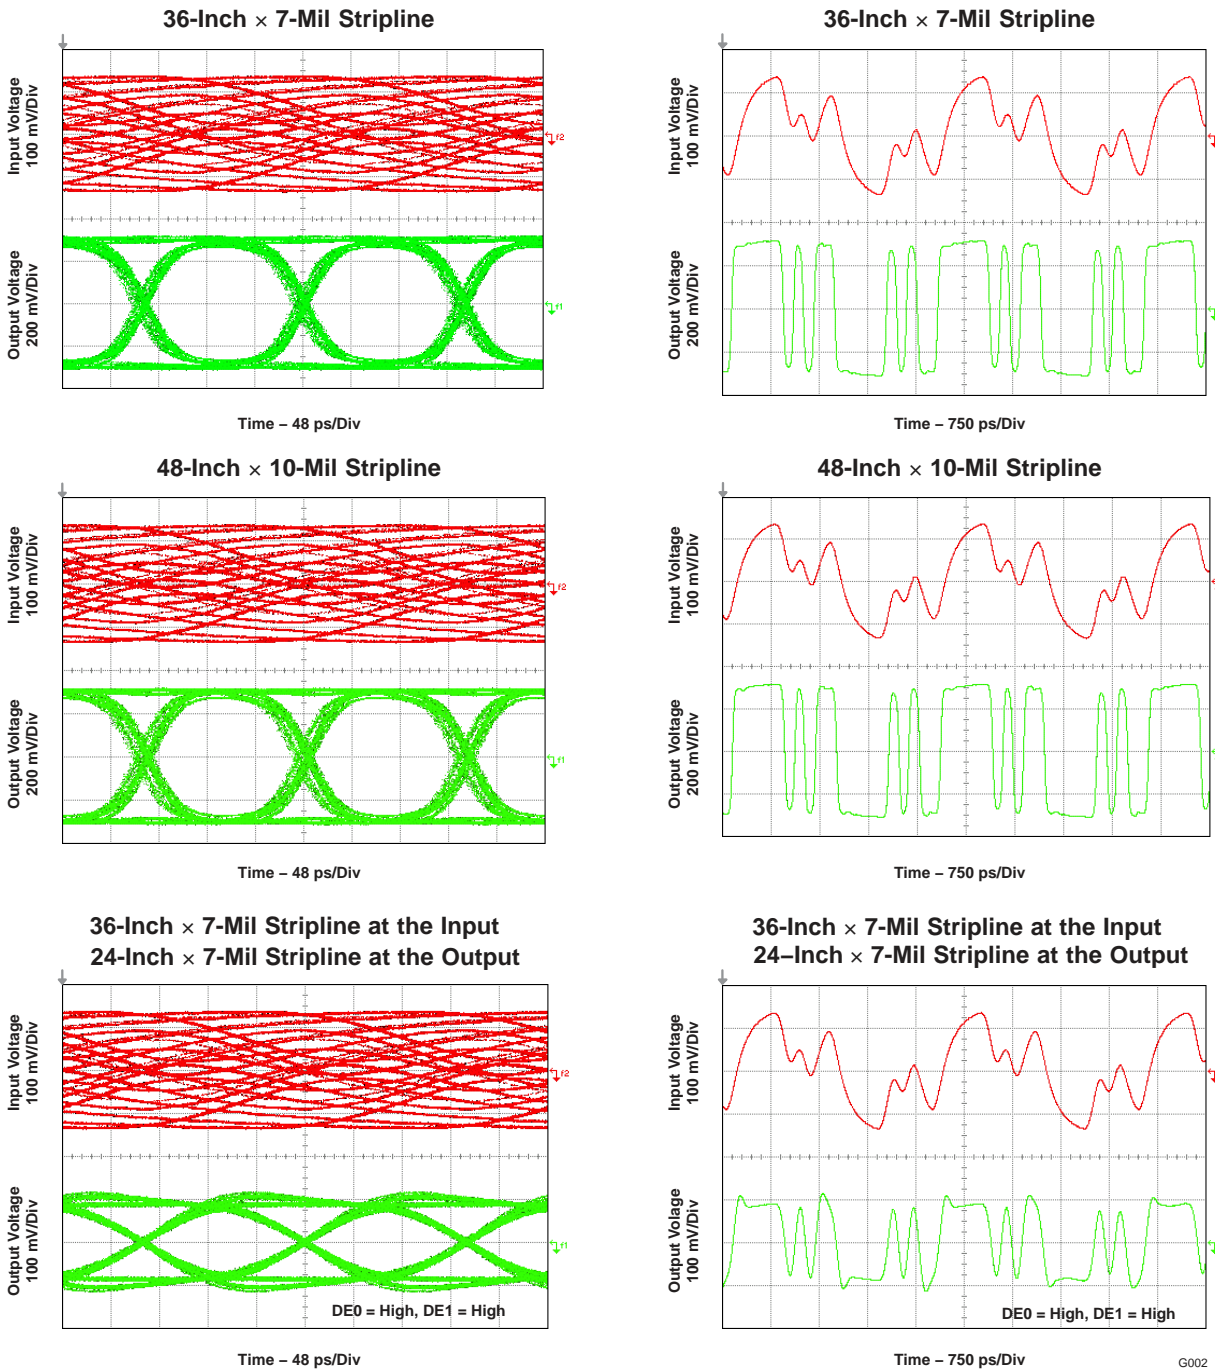 36-Inch × 7-Mil Stripline
Input Voltage
100 mV/Div
f2
Output Voltage
200 mV/Div
f1
Time – 48 ps/Div
36-Inch × 7-Mil Stripline
Input Voltage
100 mV/Div
Output Voltage
200 mV/Div
Time – 750 ps/Div
48-Inch × 10-Mil Stripline
Input Voltage
100 mV/Div
f2
Output Voltage
200 mV/Div
f1
Time – 48 ps/Div
48-Inch × 10-Mil Stripline
Input Voltage
100 mV/Div
Output Voltage
200 mV/Div
Time – 750 ps/Div
36-Inch × 7-Mil Stripline at the Input
24-Inch × 7-Mil Stripline at the Output
Input Voltage
100 mV/Div
f2
Output Voltage
100 mV/Div
f1
DE0 = High, DE1 = High
Time – 48 ps/Div
36-Inch × 7-Mil Stripline at the Input
24–Inch × 7-Mil Stripline at the Output
Input Voltage
100 mV/Div
Output Volage
100 mV/Div
DE0 = High, DE1 = High
Time – 750 ps/Div
G002